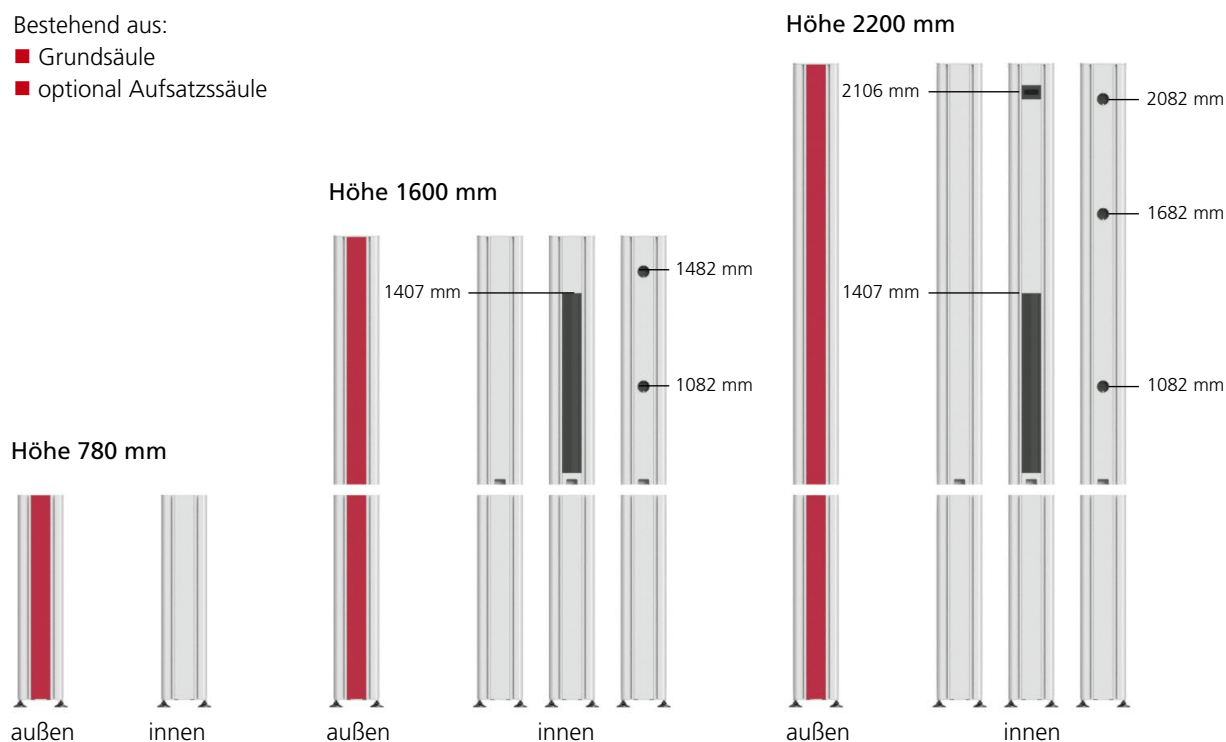 Bestehend aus:
Grundsäule
optional Aufsatzssäule
Höhe 2200 mm
2106 mm
2082 mm
1682 mm
1407 mm
1082 mm
Höhe 1600 mm
1482 mm
1407 mm
1082 mm
Höhe 780 mm
außen
innen
außen
innen
außen
innen